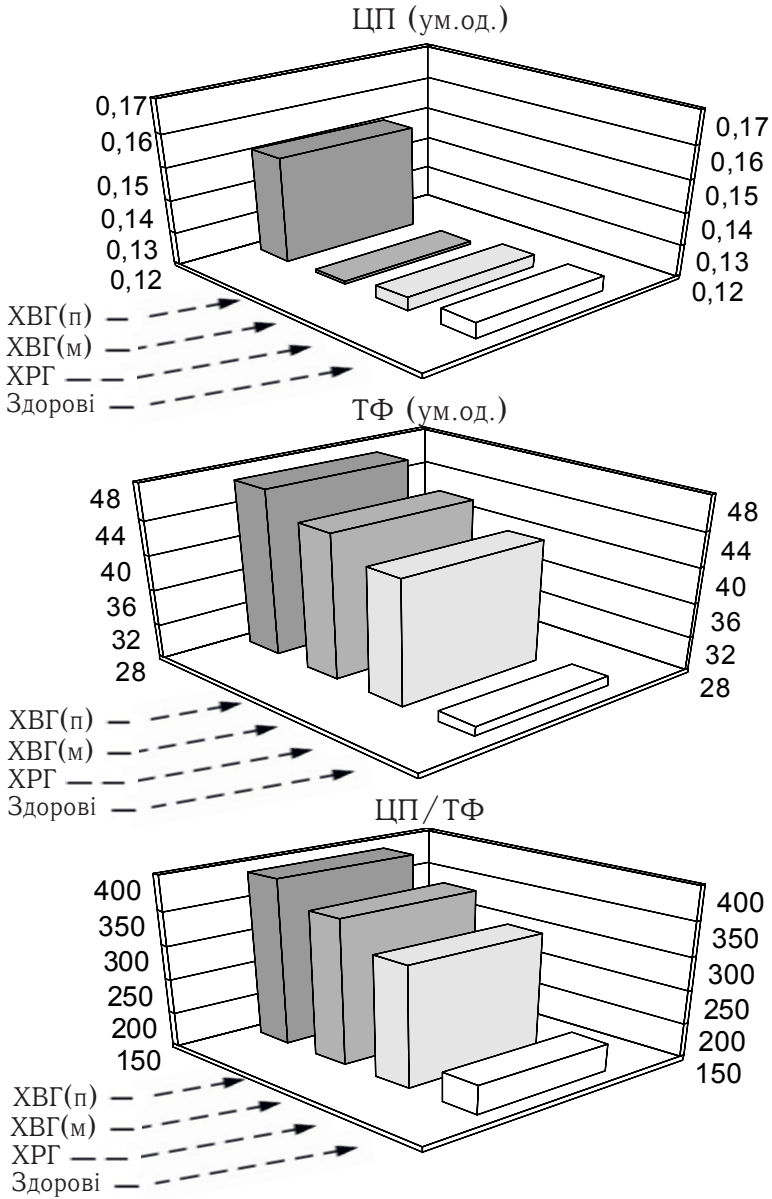 ЦП (ум.од.)
0,17
0,16
0,15
0,14
0,13
0,12
0,17
0,16
0,15
0,14
0,13
0,12
ХВГ(п)
ХВГ(м)
ХРГ
Здорові
ТФ (ум.од.)
48
44
40
36
32
28
48
44
40
36
32
28
ХВГ(п)
ХВГ(м)
ХРГ
Здорові
ЦП/ТФ
400
350
300
250
200
150
400
350
300
250
200
150
ХВГ(п)
ХВГ(м)
ХРГ
Здорові